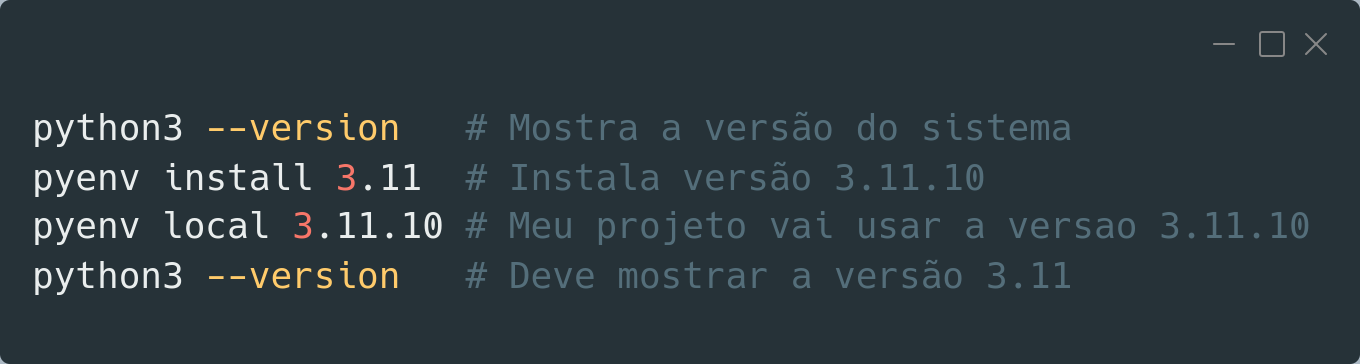 python3 --version   # Mostra a versão do sistema
pyenv install 3.11  # Instala versão 3.11.10
pyenv local 3.11.10 # Meu projeto vai usar a versao 3.11.10
python3 --version   # Deve mostrar a versão 3.11